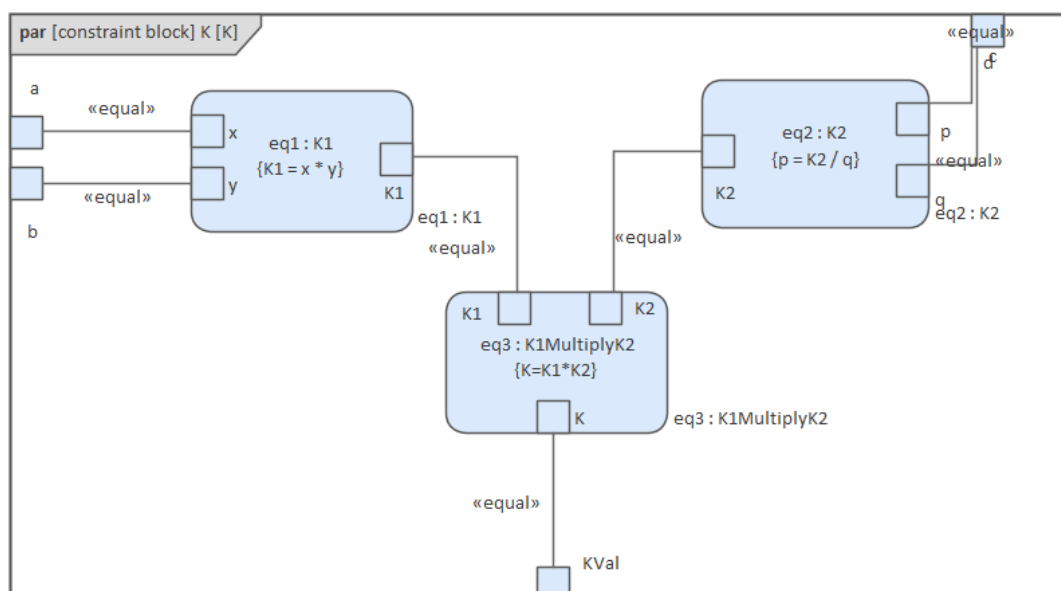 par [constraint block] K [K]
a
«equal»
x
eq1 : K1
{K1 = x * y}
K1
y
«equal»
b
eq1 : K1
«equal»
«equal»
d
c
eq2 : K2
{p = K2 / q}
p
K2
«equal»
q
eq2 : K2
«equal»
K1
K2
eq3 : K1MultiplyK2
{K=K1*K2}
K
eq3 : K1MultiplyK2
«equal»
KVal